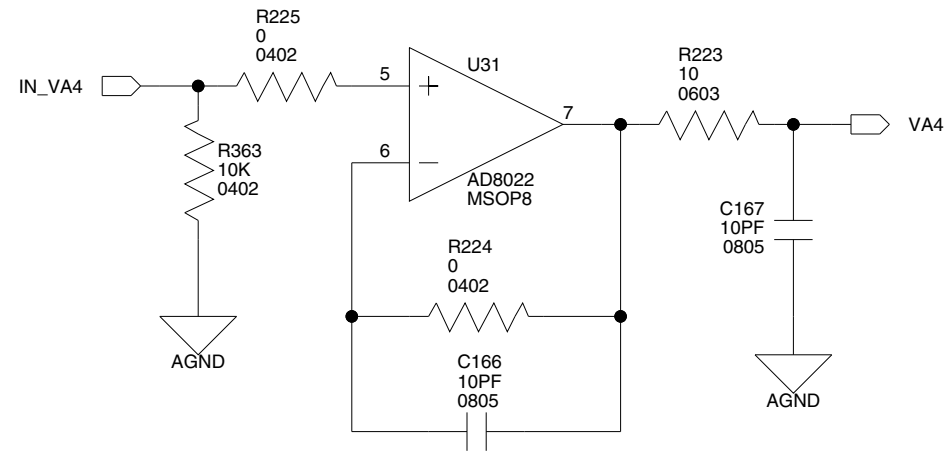 R225
0
0402
IN_VA4
R363
10K
0402
AGND
5
+
6
−
U31
7
AD8022
MSOP8
R224
0
0402
C166
10PF
0805
R223
10
0603
VA4
C167
10PF
0805
AGND